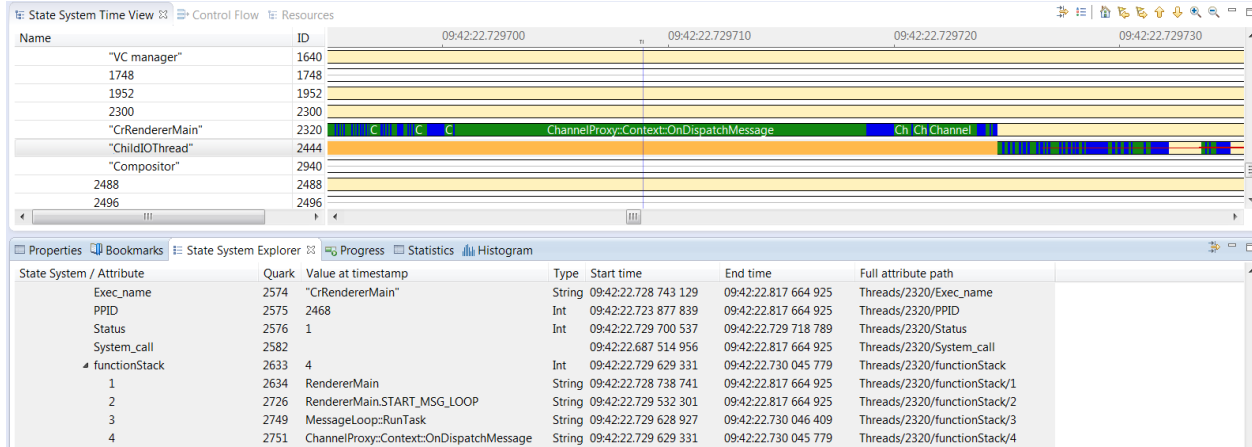 State System Time View Control Flow Resources
Name ID 09:42:22.729700 09:42:22.729710 09:42:22.729720 09:42:22.729730
"VC manager" 1640
1748 1748
1952 1952
2300 2300
"CrRendererMain" 2320 C C C ChannelProxy::Context::OnDispatchMessage Ch Ch Channel
"ChildIOThread" 2444
"Compositor" 2940
2488 2488
2496 2496
Properties Bookmarks State System Explorer Progress Statistics Histogram
State System / Attribute Quark Value at timestamp Type Start time End time Full attribute path
Exec_name 2574 "CrRendererMain" String 09:42:22.728 743 129 09:42:22.817 664 925 Threads/2320/Exec_name
PPID 2575 2468 Int 09:42:22.723 877 839 09:42:22.817 664 925 Threads/2320/PPID
Status 2576 1 Int 09:42:22.729 700 537 09:42:22.729 718 789 Threads/2320/Status
System_call 2582 09:42:22.687 514 956 09:42:22.817 664 925 Threads/2320/System_call
functionStack 2633 4 Int 09:42:22.729 629 331 09:42:22.730 045 779 Threads/2320/functionStack
1 2634 RendererMain String 09:42:22.728 738 741 09:42:22.817 664 925 Threads/2320/functionStack/1
2 2726 RendererMain.START_MSG_LOOP String 09:42:22.729 532 301 09:42:22.817 664 925 Threads/2320/functionStack/2
3 2749 MessageLoop::RunTask String 09:42:22.729 628 927 09:42:22.730 046 409 Threads/2320/functionStack/3
4 2751 ChannelProxy::Context::OnDispatchMessage String 09:42:22.729 629 331 09:42:22.730 045 779 Threads/2320/functionStack/4